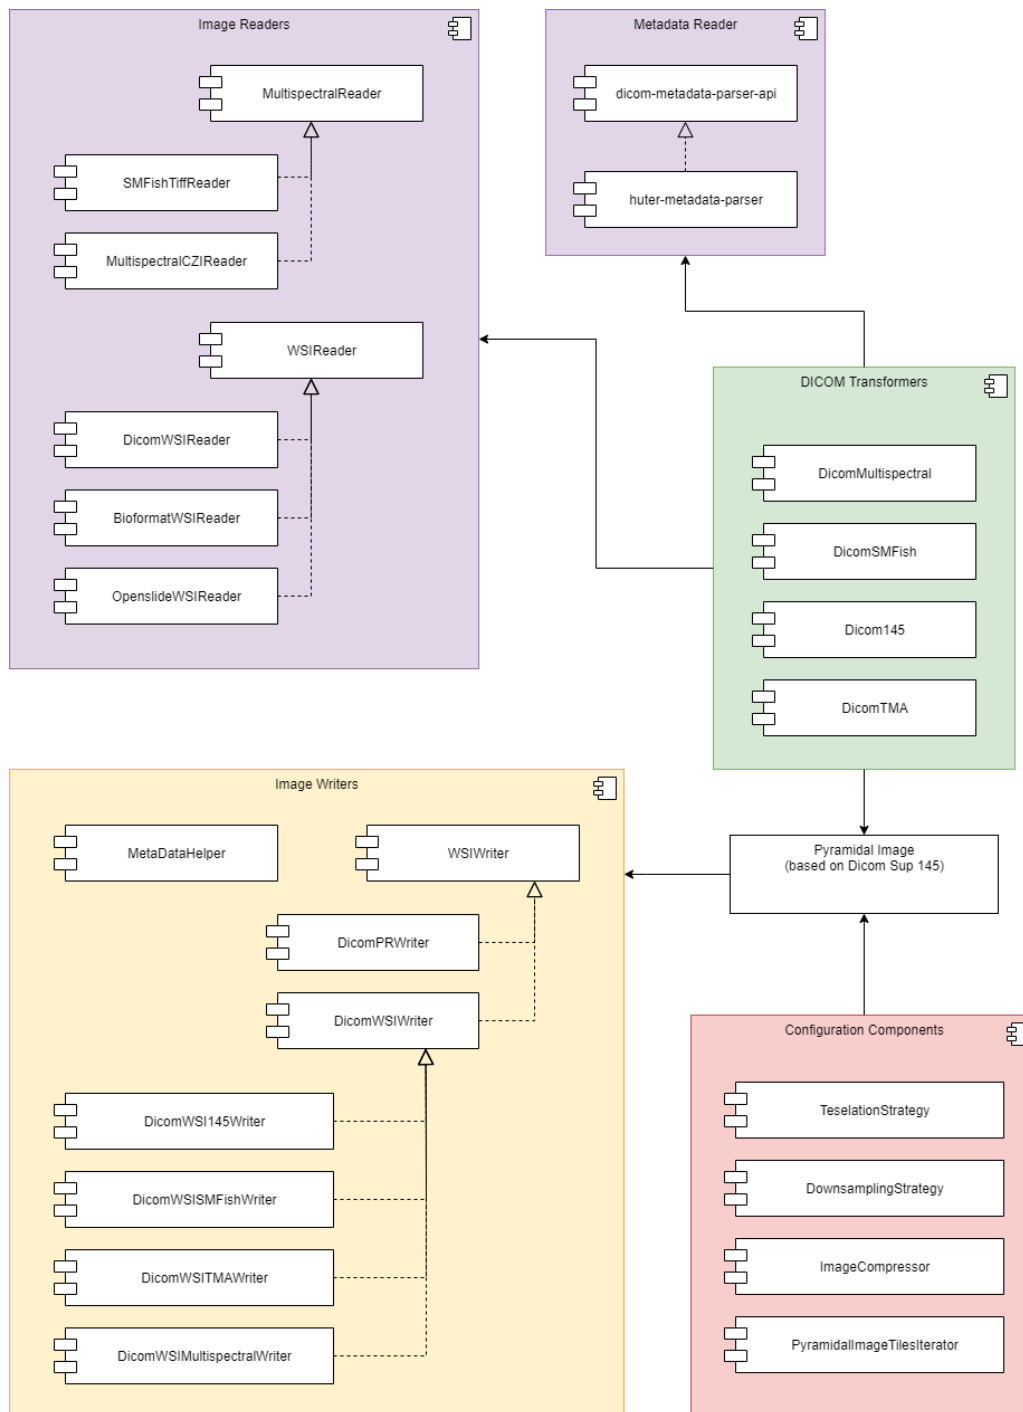 Image Readers
MultispectralReader
SMFishTiffReader
MultispectralCZIReader
WSIReader
DicomWSIReader
BioformatWSIReader
OpenslideWSIReader
Metadata Reader
dicom-metadata-parser-api
huter-metadata-parser
DICOM Transformers
DicomMultispectral
DicomSMFish
Dicom145
DicomTMA
Image Writers
MetaDataHelper
WSIWriter
DicomPRWriter
DicomWSIWriter
DicomWSI145Writer
DicomWSISMFishWriter
DicomWSITMAWriter
DicomWSIMultispectralWriter
Pyramidal Image
(based on Dicom Sup 145)
Configuration Components
TeselationStrategy
DownsamplingStrategy
ImageCompressor
PyramidalImageTilesIterator